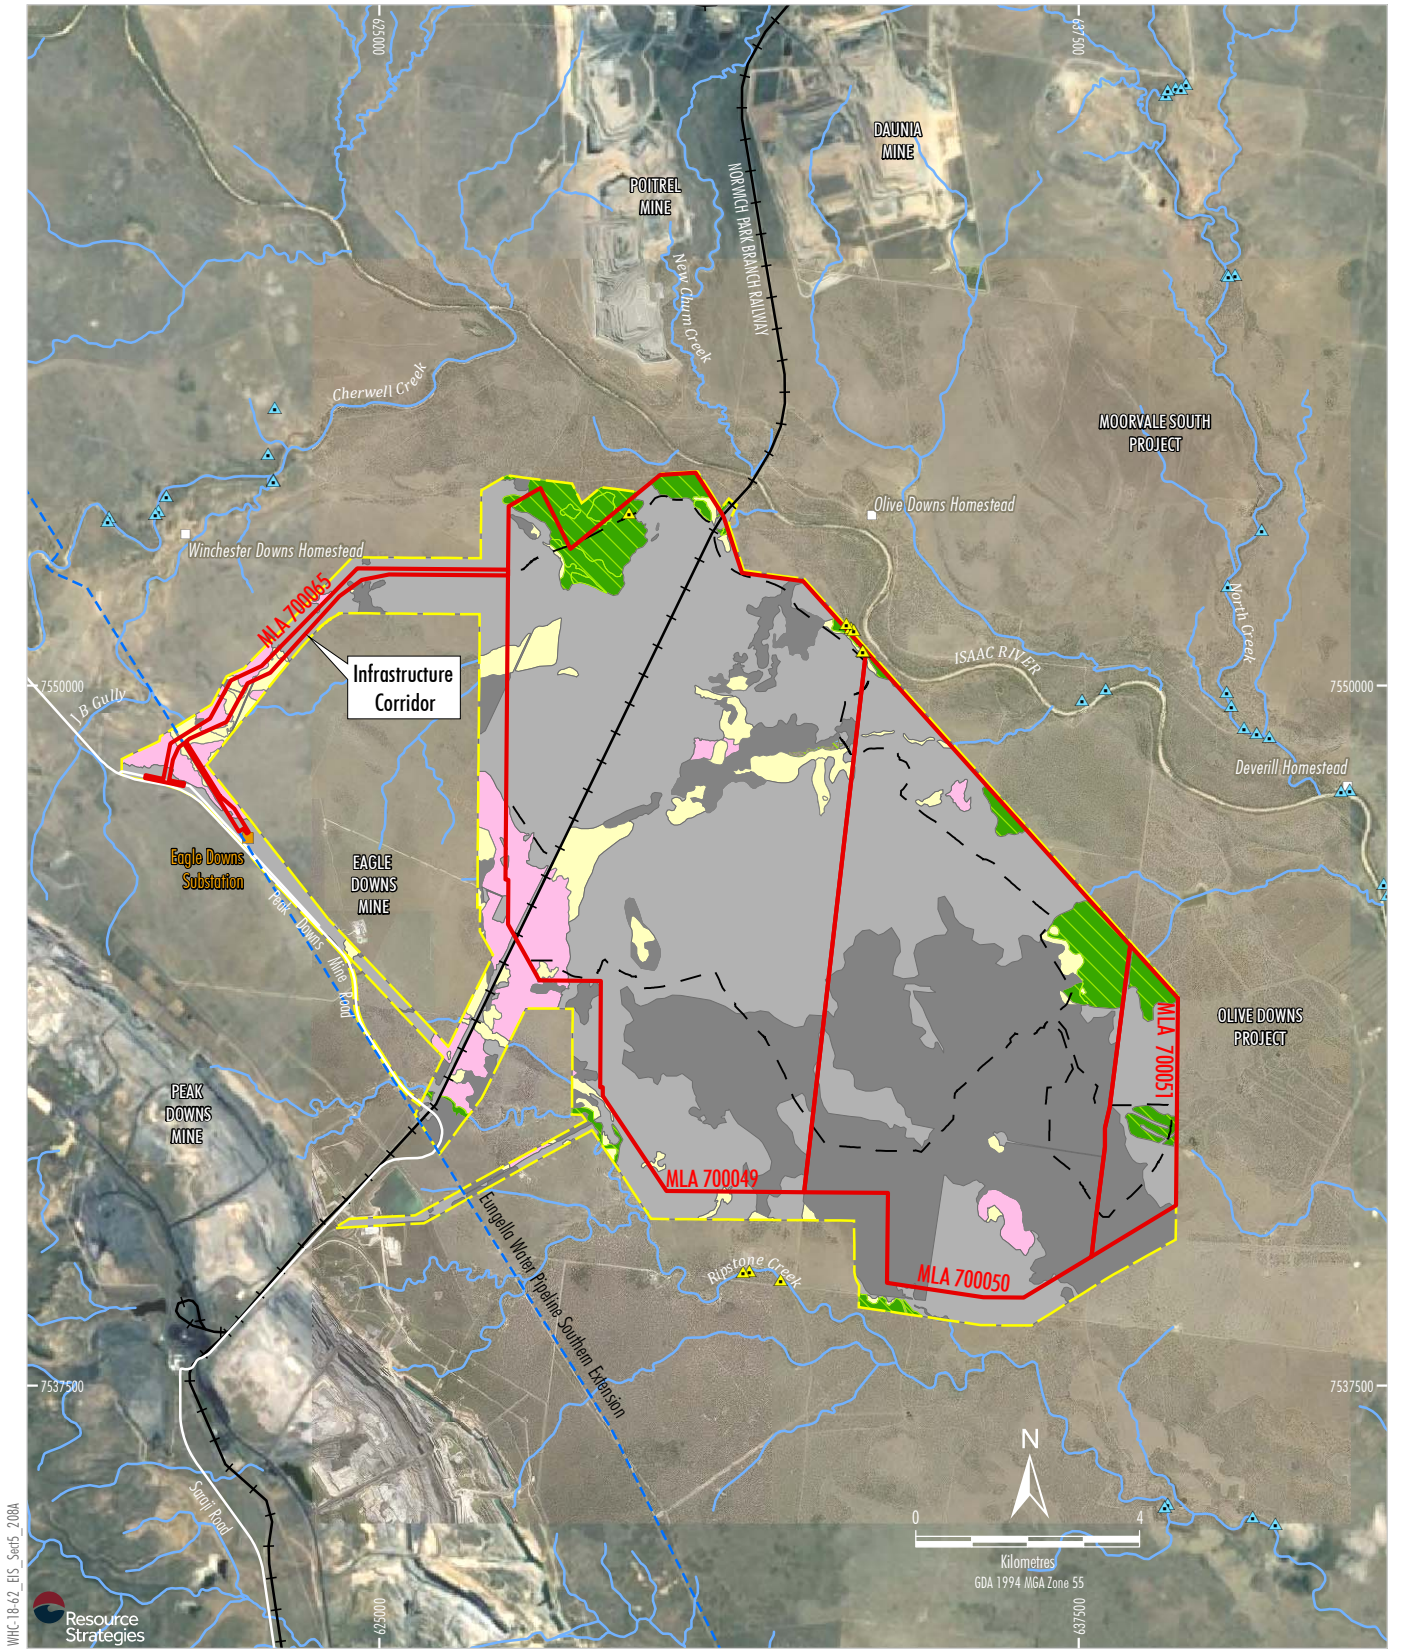 625000
637500
DAUNIA
MINE
POITREL
MINE
NORWICH PARK BRANCH RAILWAY
New Chum Creek
Cherwell Creek
MOORVALE SOUTH
PROJECT
Olive Downs Homestead
Winchester Downs Homestead
MLA 700065
North Creek
Infrastructure
Corridor
ISAAC RIVER
7550000
7550000
J B Gully
Deverill Homestead
Eagle Downs
Substation
EAGLE
DOWNS
MINE
Peak Downs Mine Road
MLA 700051
OLIVE DOWNS
PROJECT
PEAK
DOWNS
MINE
MLA 700049
Eungella Water Pipeline Southern Extension
Ripstone Creek
MLA 700050
7537500
7537500
N
Saraji Road
0 4
Kilometres
GDA 1994 MGA Zone 55
WHC-18-62_EIS_Sect5_208A
Resource
Strategies
625000
637500